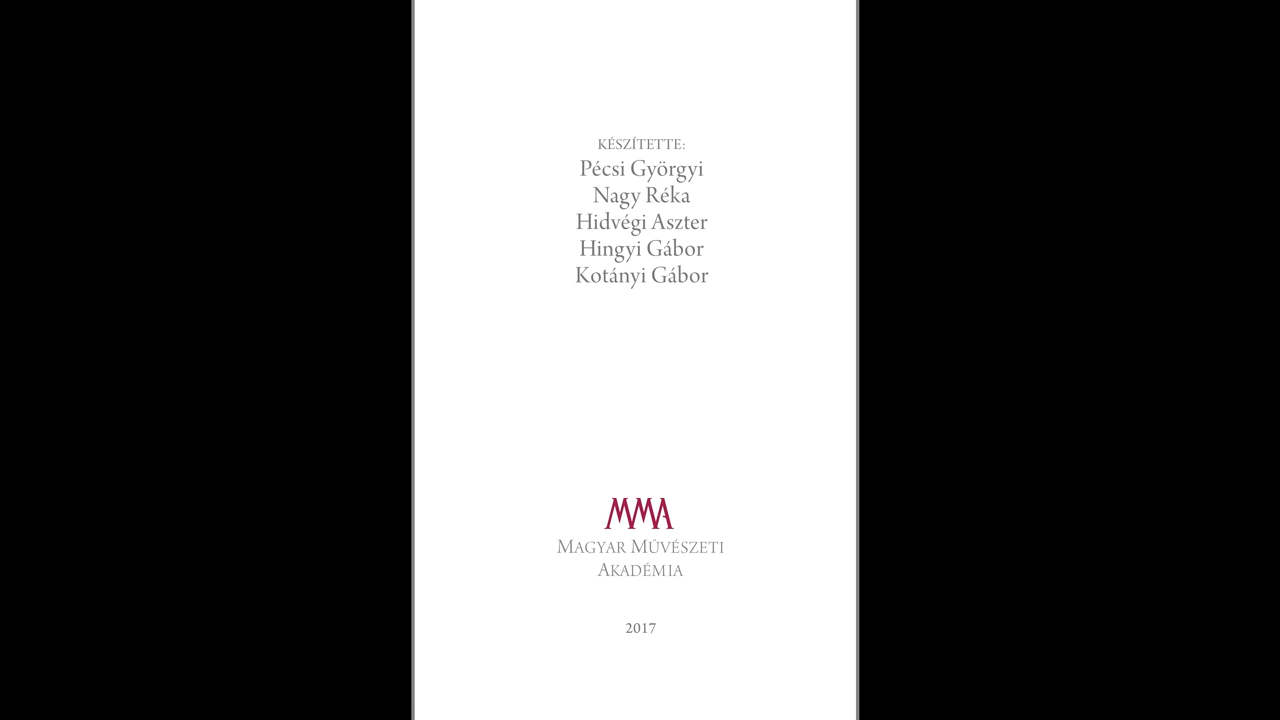 KÉSZÍTETTE:
Pécsi Györgyi
Nagy Réka
Hidvégi Aszter
Hingyi Gábor
Kotányi Gábor
MMA
MAGYAR MŰVÉSZETI
AKADÉMIA
2017